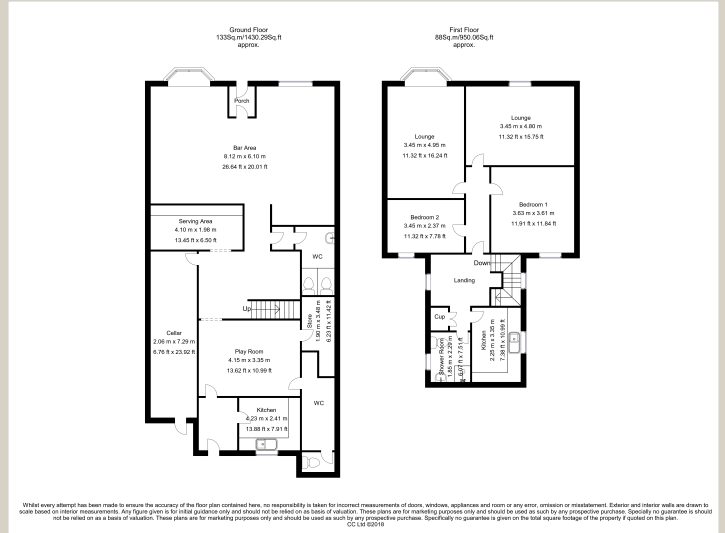 Ground Floor
133Sq.m/1430.29Sq.ft
approx.
First Floor
88Sq.m/950.06Sq.ft
approx.
Porch
Bar Area
8.12 m x 6.10 m
26.64 ft x 20.01 ft
Serving Area
4.10 m x 1.98 m
13.45 ft x 6.50 ft
WC
Up
Store
1.90 m x 3.48 m
6.23 ft x 11.42 ft
Cellar
2.06 m x 7.29 m
6.76 ft x 23.92 ft
Play Room
4.15 m x 3.35 m
13.62 ft x 10.99 ft
Kitchen
4.23 m x 2.41 m
13.88 ft x 7.91 ft
WC
Lounge
3.45 m x 4.95 m
11.32 ft x 16.24 ft
Lounge
3.45 m x 4.80 m
11.32 ft x 15.75 ft
Bedroom 1
3.63 m x 3.61 m
11.91 ft x 11.84 ft
Bedroom 2
3.45 m x 2.37 m
11.32 ft x 7.78 ft
Down
Landing
Cup
Shower Room
1.85 m x 2.29 m
6.07 ft x 7.51 ft
Kitchen
2.25 m x 3.35 m
7.38 ft x 10.99 ft
Whilst every attempt has been made to ensure the accuracy of the floor plan contained here, no responsibility is taken for incorrect measurements of doors, windows, appliances and room or any error, omission or misstatement. Exterior and interior walls are drawn to
scale based on interior measurements. Any figure given is for initial guidance only and should not be relied on as basis of valuation. These plans are for marketing purposes only and should be used as such by any prospective purchase. Specially no guarantee is should
not be relied on as a basis of valuation. These plans are for marketing purposes only and should be used as such by any prospective purchase. Specifically no guarantee is given on the total square footage of the property if quoted on this plan.
CC Ltd ©2018